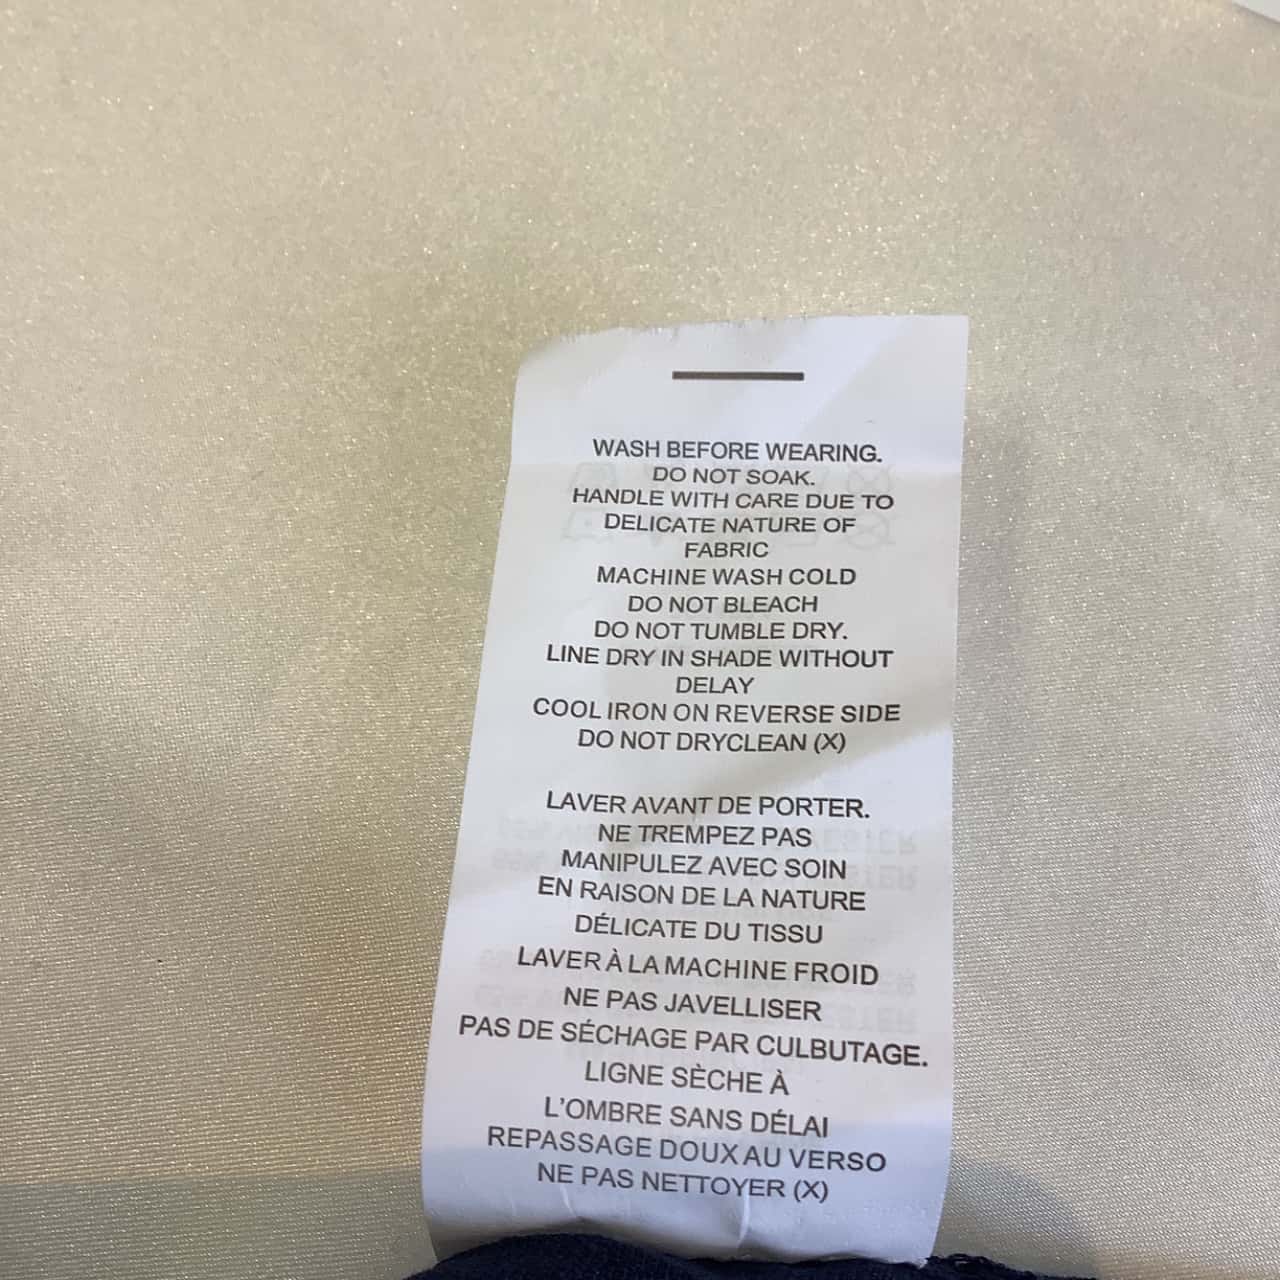 WASH BEFORE WEARING.
DO NOT SOAK.
HANDLE WITH CARE DUE TO
DELICATE NATURE OF
FABRIC
MACHINE WASH COLD
DO NOT BLEACH
DO NOT TUMBLE DRY.
LINE DRY IN SHADE WITHOUT
DELAY
COOL IRON ON REVERSE SIDE
DO NOT DRYCLEAN (X)
LAVER AVANT DE PORTER.
NE TREMPEZ PAS
MANIPULEZ AVEC SOIN
EN RAISON DE LA NATURE
DÉLICATE DU TISSU
LAVER À LA MACHINE FROID
NE PAS JAVELLISER
PAS DE SÉCHAGE PAR CULBUTAGE.
LIGNE SÈCHE À
L'OMBRE SANS DÉLAI
REPASSAGE DOUX AU VERSO
NE PAS NETTOYER (X)